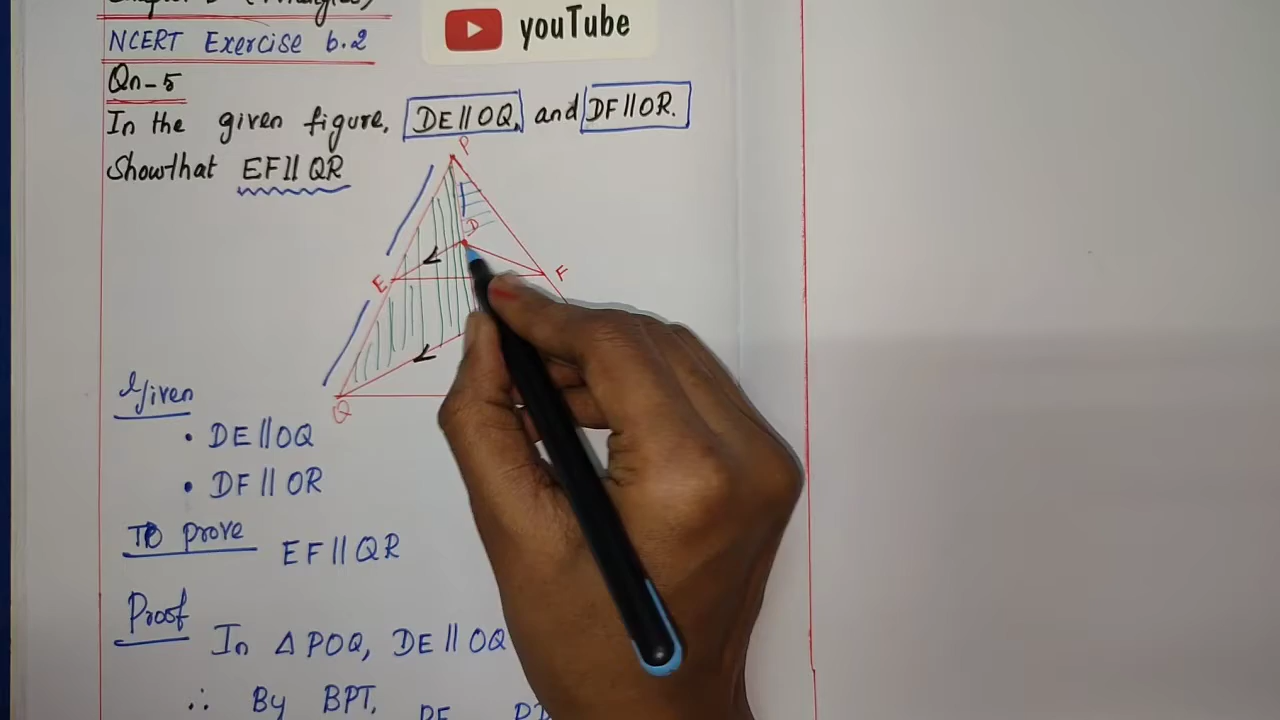 NCERT Exercise 6.2
youTube
Qn-5
In the given figure, DE||OQ, and DF||OR.
Show that EF||QR
P
D
E
F
Q
Given
• DE||OQ
• DF||OR
To prove EF||QR
Proof In △POQ, DE||OQ
∴ By BPT,